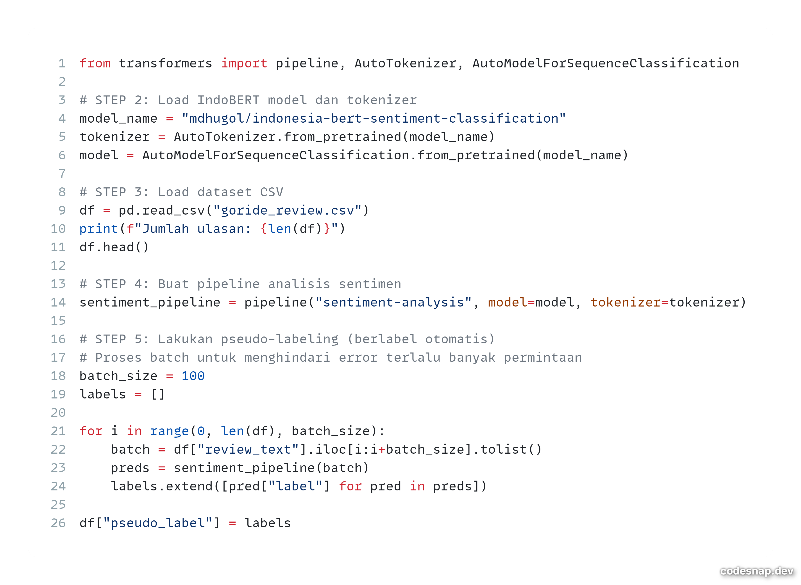 1 from transformers import pipeline, AutoTokenizer, AutoModelForSequenceClassification
2
3 # STEP 2: Load IndoBERT model dan tokenizer
4 model_name = "mdhugol/indonesia-bert-sentiment-classification"
5 tokenizer = AutoTokenizer.from_pretrained(model_name)
6 model = AutoModelForSequenceClassification.from_pretrained(model_name)
7
8 # STEP 3: Load dataset CSV
9 df = pd.read_csv("goride_review.csv")
10 print(f"Jumlah ulasan: {len(df)}")
11 df.head()
12
13 # STEP 4: Buat pipeline analisis sentimen
14 sentiment_pipeline = pipeline("sentiment-analysis", model=model, tokenizer=tokenizer)
15
16 # STEP 5: Lakukan pseudo-labeling (berlabel otomatis)
17 # Proses batch untuk menghindari error terlalu banyak permintaan
18 batch_size = 100
19 labels = []
20
21 for i in range(0, len(df), batch_size):
22     batch = df["review_text"].iloc[i:i+batch_size].tolist()
23     preds = sentiment_pipeline(batch)
24     labels.extend([pred["label"] for pred in preds])
25
26 df["pseudo_label"] = labels
codesnap.dev